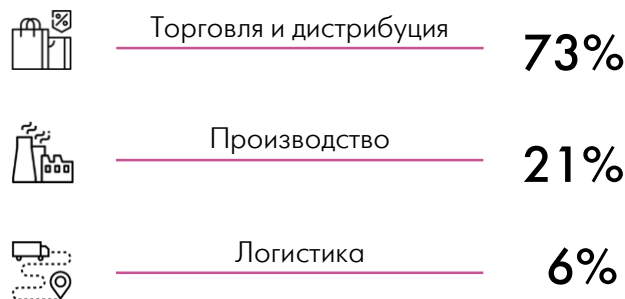 %
Торговля и дистрибуция
73%
Производство
21%
Логистика
6%